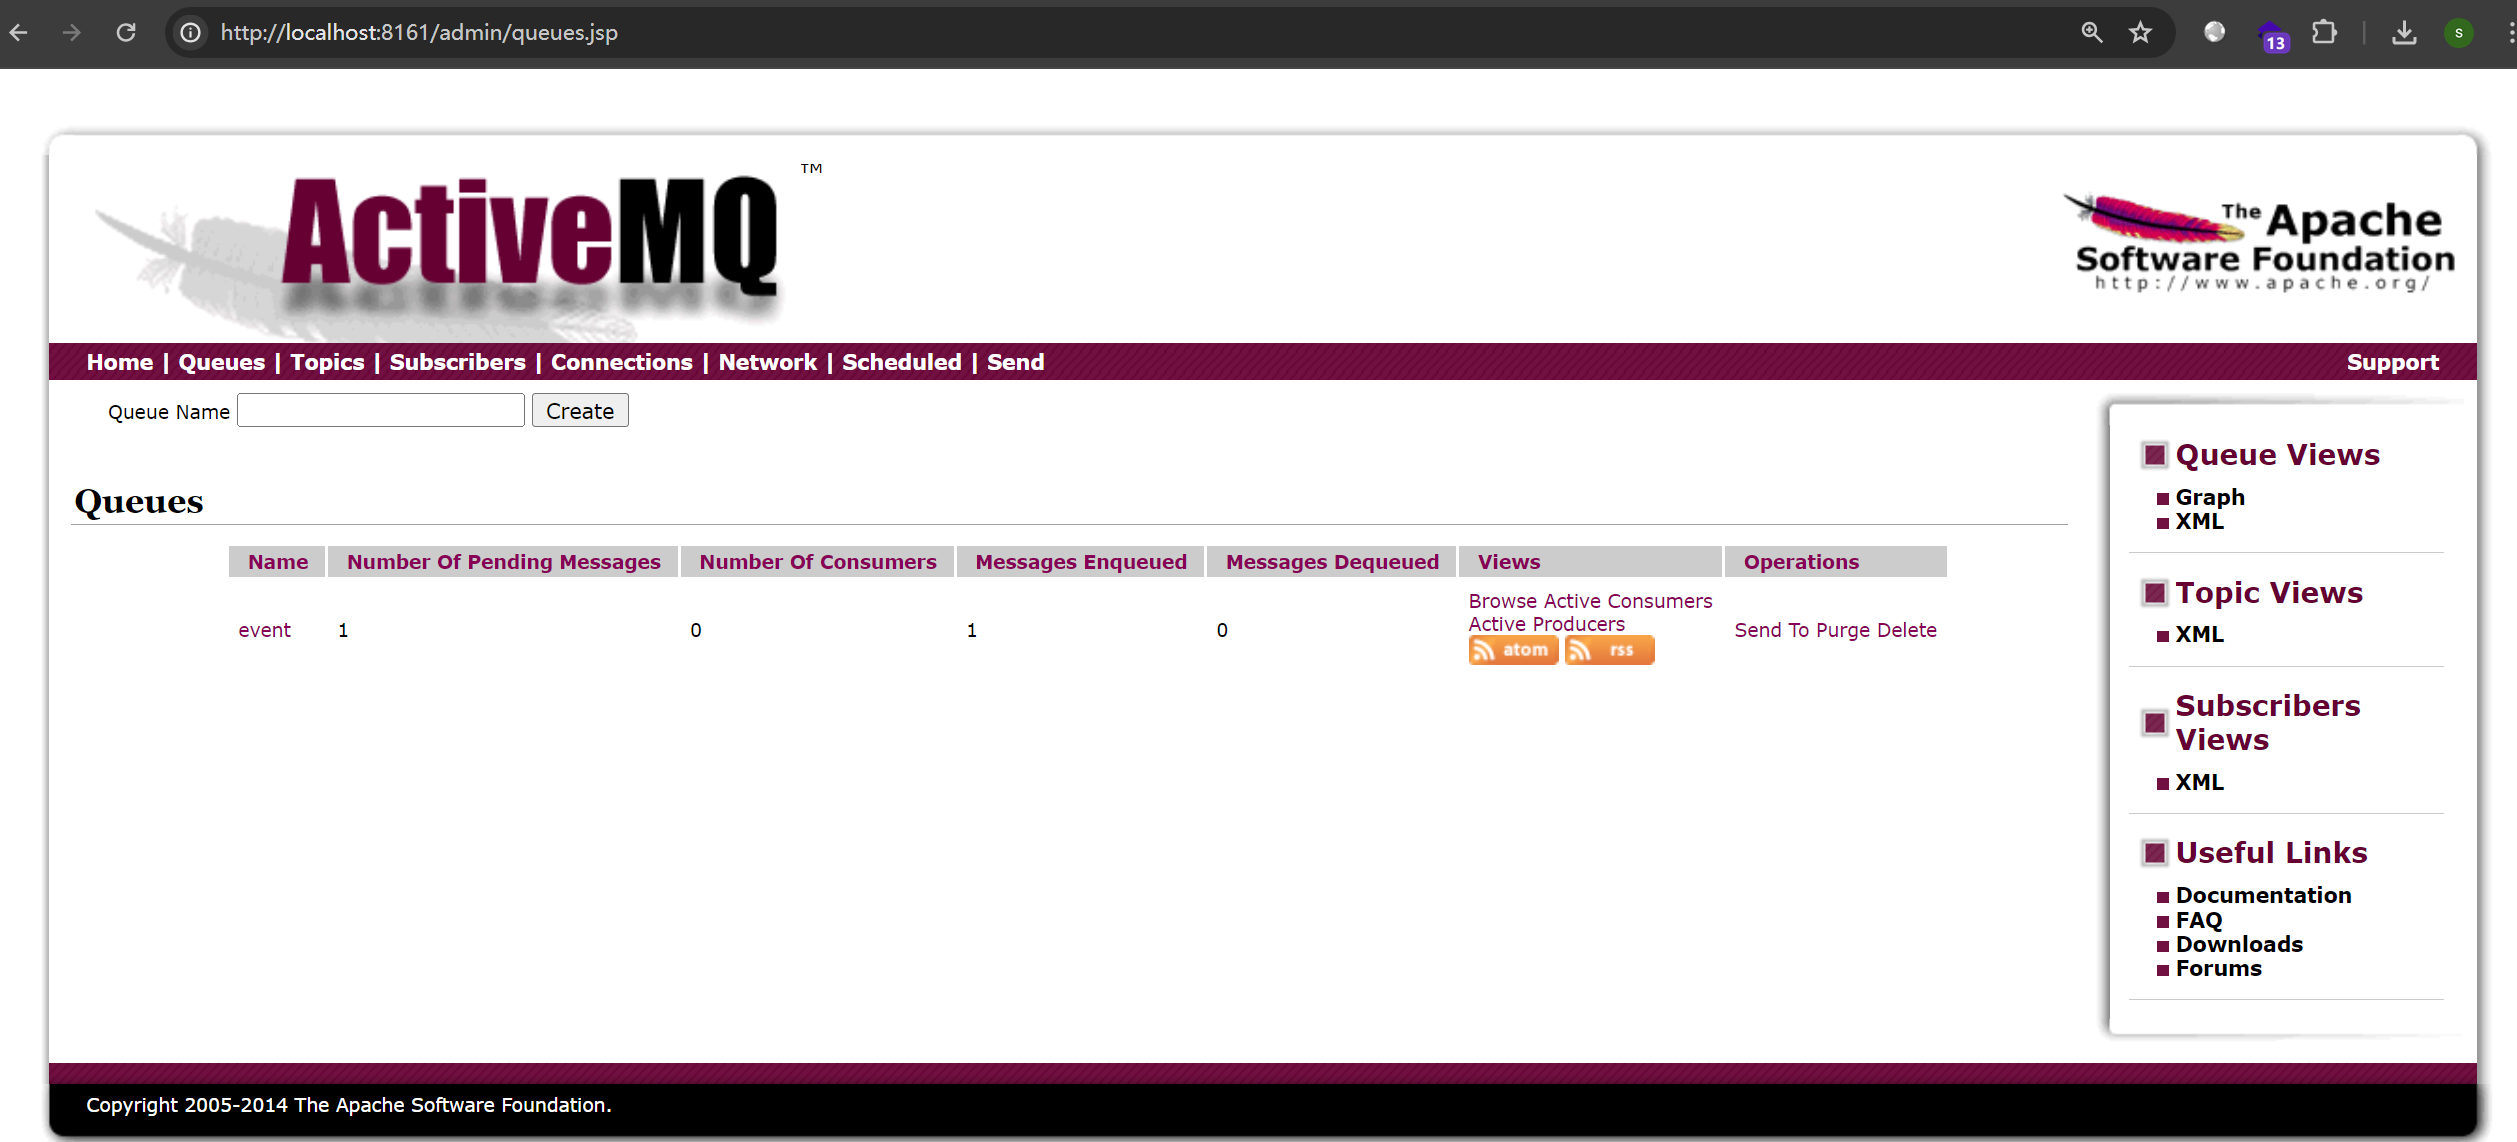 http://localhost:8161/admin/queues.jsp
13
s
ActiveMQ ™
The Apache
Software Foundation
http://www.apache.org/
Home | Queues | Topics | Subscribers | Connections | Network | Scheduled | Send
Support
Queue Name
Create
Queues
Name Number Of Pending Messages Number Of Consumers Messages Enqueued Messages Dequeued Views Operations
event 1 0 1 0
Browse Active Consumers
Active Producers
atom rss
Send To Purge Delete
Queue Views
Graph
XML
Topic Views
XML
Subscribers
Views
XML
Useful Links
Documentation
FAQ
Downloads
Forums
Copyright 2005-2014 The Apache Software Foundation.